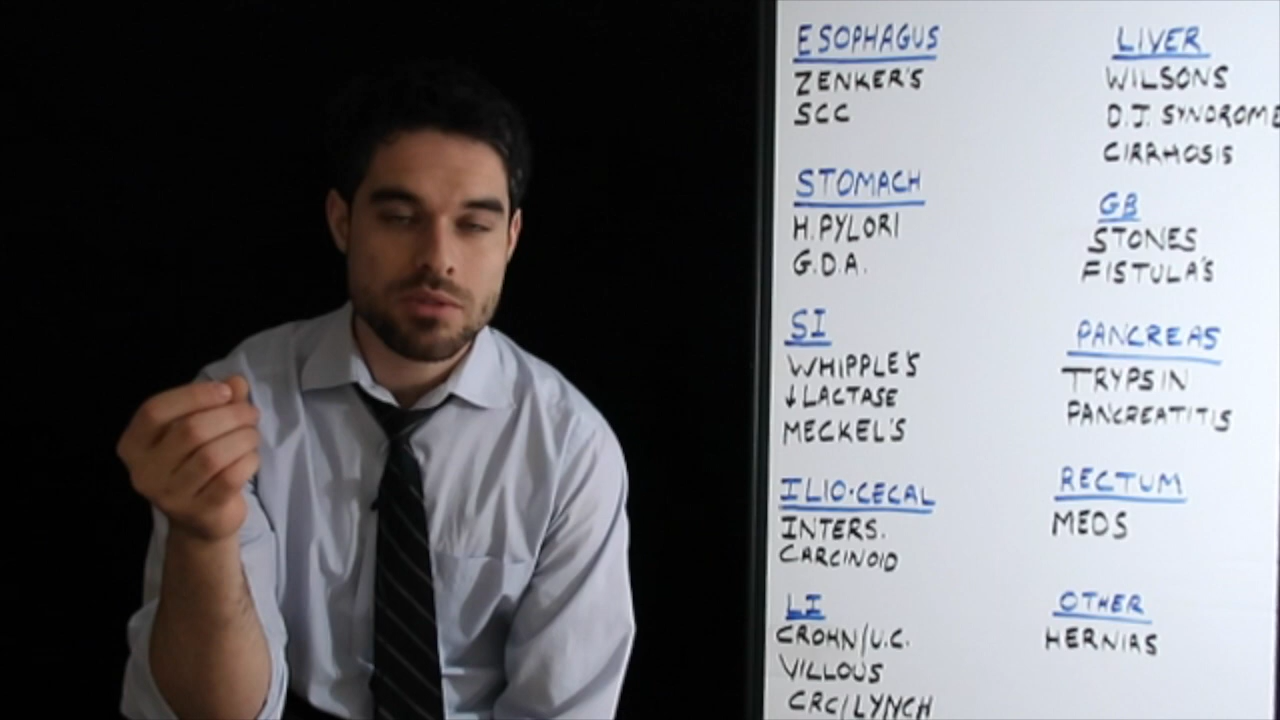 ESOPHAGUS
ZENKER'S
SCC
STOMACH
H.PYLORI
G.D.A.
SI
WHIPPLE'S
↓LACTASE
MECKEL'S
ILIO·CECAL
INTERS.
CARCINOID
LI
CROHN/U.C.
VILLOUS
CRC/LYNCH
LIVER
WILSONS
D.J. SYNDROME
CIRRHOSIS
GB
STONES
FISTULA'S
PANCREAS
TRYPSIN
PANCREATITIS
RECTUM
MEDS
OTHER
HERNIAS